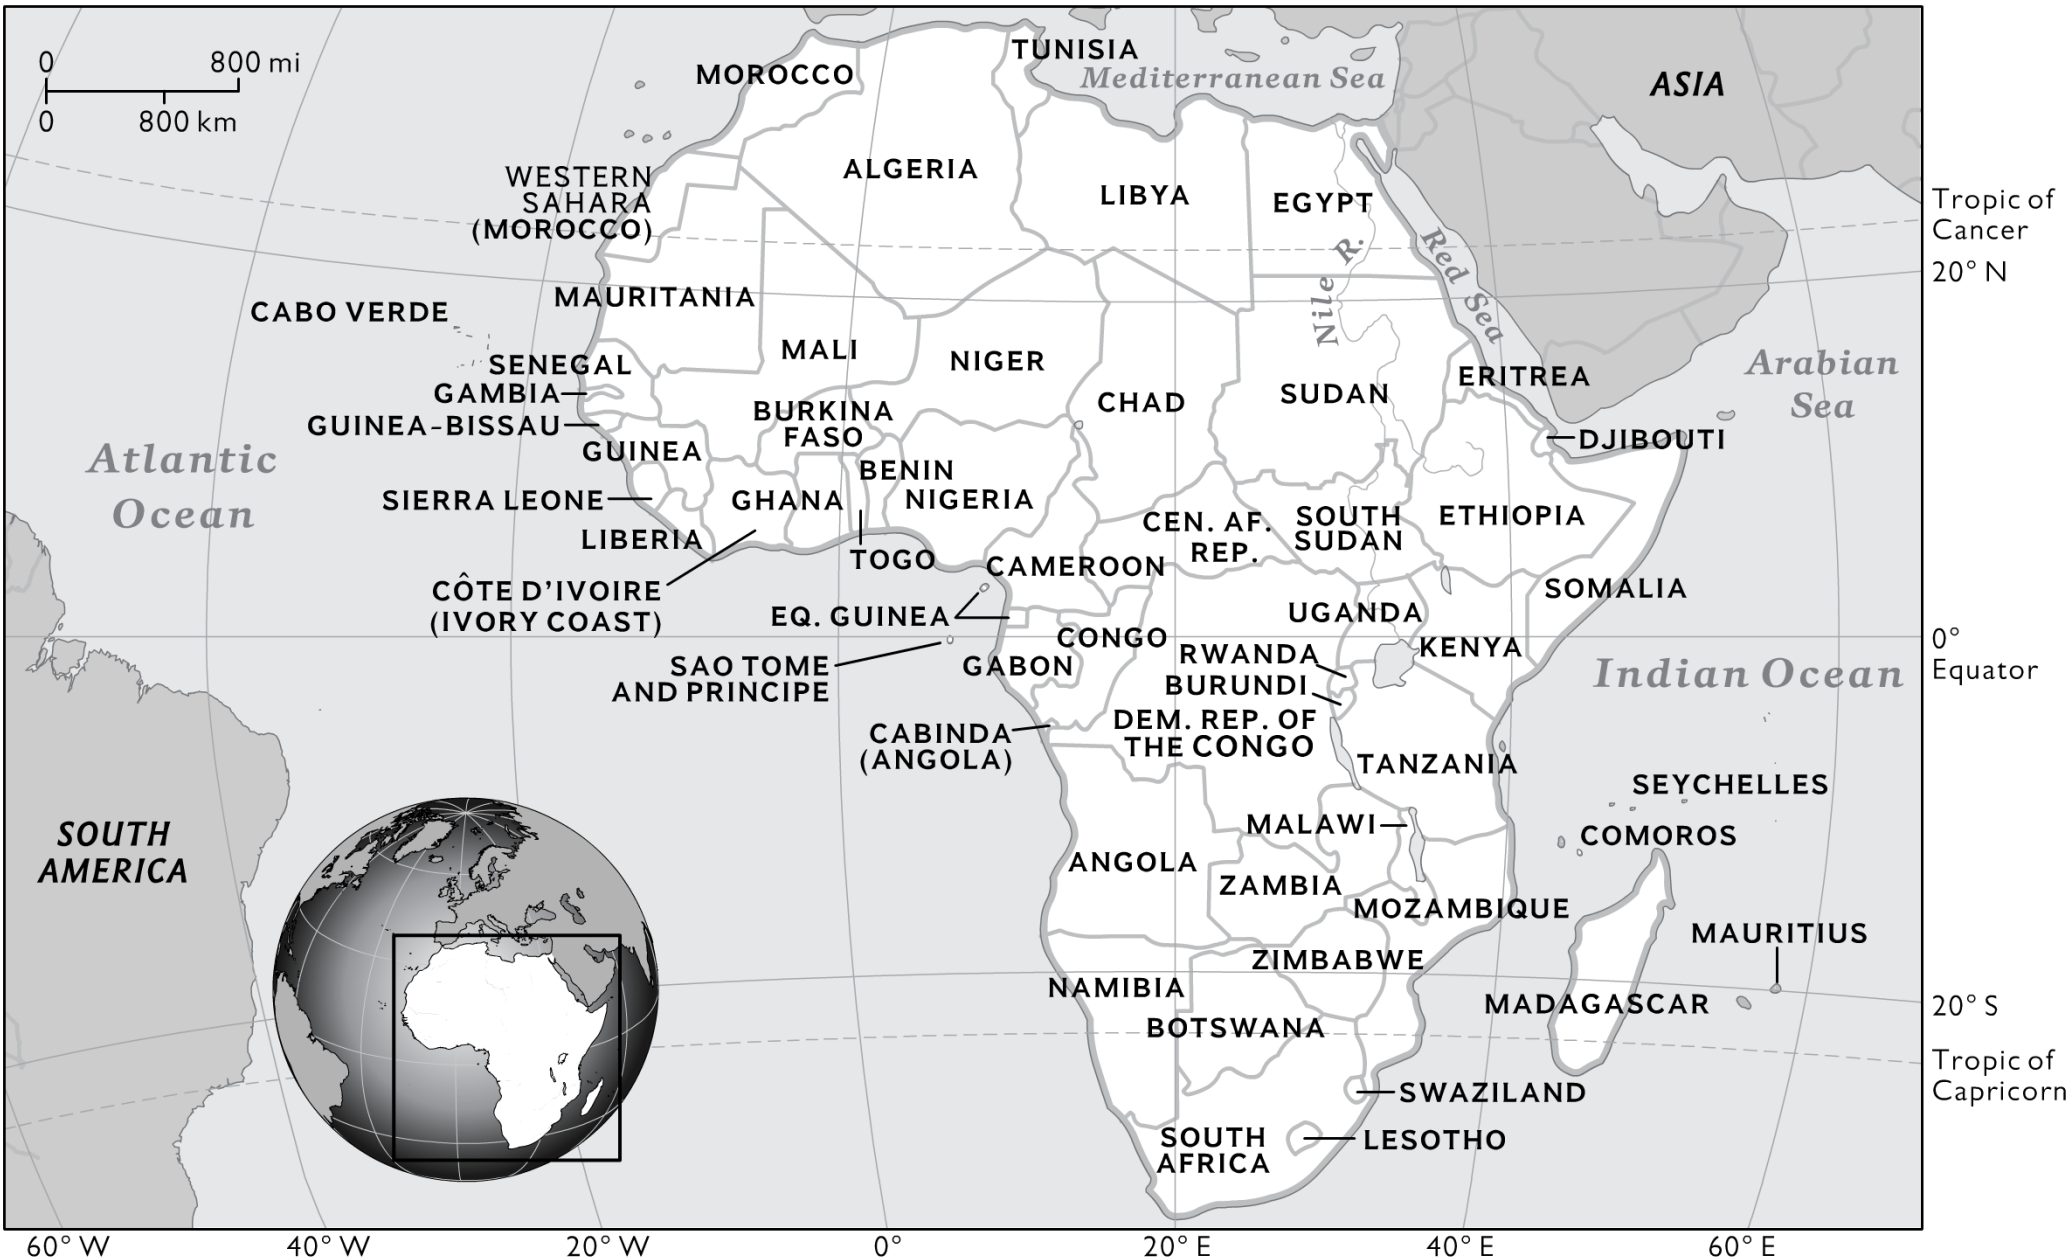 0 800 mi
0 800 km
MOROCCO
TUNISIA
Mediterranean Sea
ASIA
ALGERIA
LIBYA
EGYPT
WESTERN
SAHARA
(MOROCCO)
Tropic of
Cancer
20° N
Nile R.
Red Sea
CABO VERDE
MAURITANIA
MALI
NIGER
CHAD
SUDAN
ERITREA
Arabian
Sea
SENEGAL
GAMBIA
GUINEA-BISSAU
GUINEA
BURKINA
FASO
DJIBOUTI
Atlantic
Ocean
SIERRA LEONE
LIBERIA
GHANA
BENIN
NIGERIA
TOGO
CÔTE D'IVOIRE
(IVORY COAST)
CEN. AF.
REP.
SOUTH
SUDAN
ETHIOPIA
CAMEROON
SOMALIA
EQ. GUINEA
UGANDA
KENYA
CONGO
GABON
SAO TOME
AND PRINCIPE
RWANDA
BURUNDI
0°
Equator
Indian Ocean
DEM. REP. OF
THE CONGO
CABINDA
(ANGOLA)
TANZANIA
SEYCHELLES
COMOROS
SOUTH
AMERICA
MALAWI
ANGOLA
ZAMBIA
MOZAMBIQUE
MAURITIUS
ZIMBABWE
NAMIBIA
MADAGASCAR
20° S
BOTSWANA
Tropic of
Capricorn
SWAZILAND
LESOTHO
SOUTH
AFRICA
60° W 40° W 20° W 0° 20° E 40° E 60° E